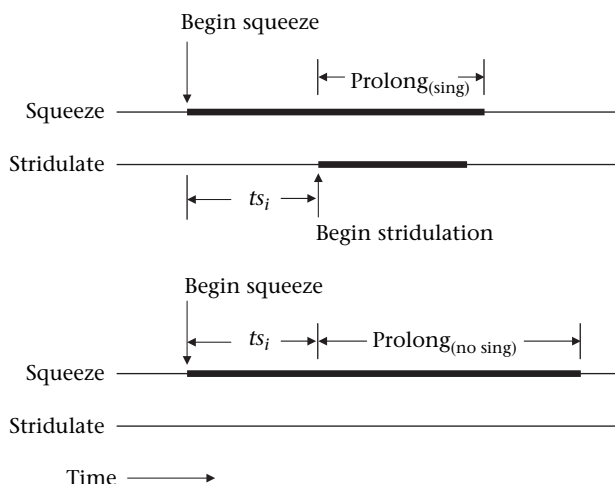 Begin squeeze
Prolong(sing)
Squeeze
Stridulate
tsi
Begin stridulation
Begin squeeze
tsi
Prolong(no sing)
Squeeze
Stridulate
Time